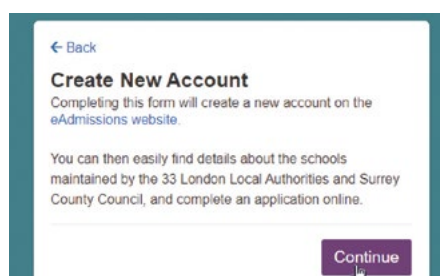 ← Back
Create New Account
Completing this form will create a new account on the
eAdmissions website.
You can then easily find details about the schools
maintained by the 33 London Local Authorities and Surrey
County Council, and complete an application online.
Continue